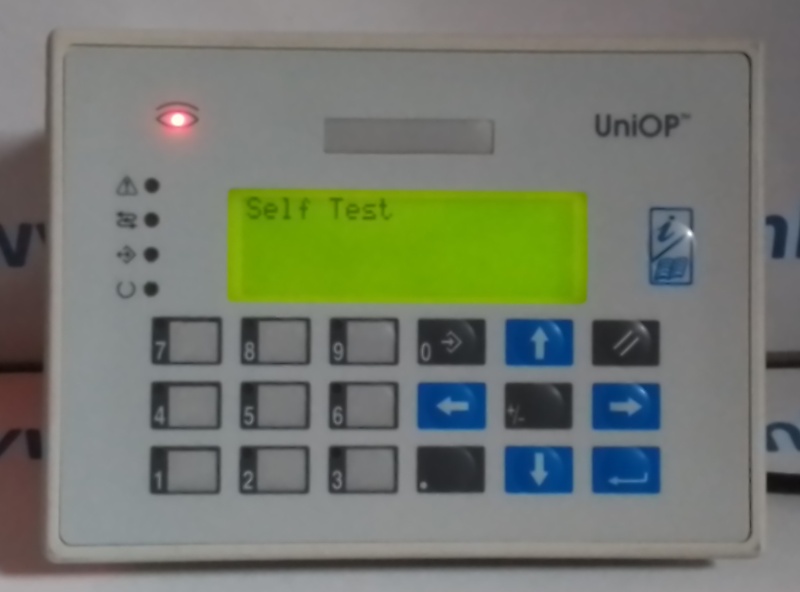 UniOP™
Self Test
i
7 8 9 0
4 5 6 +/-
1 2 3 .